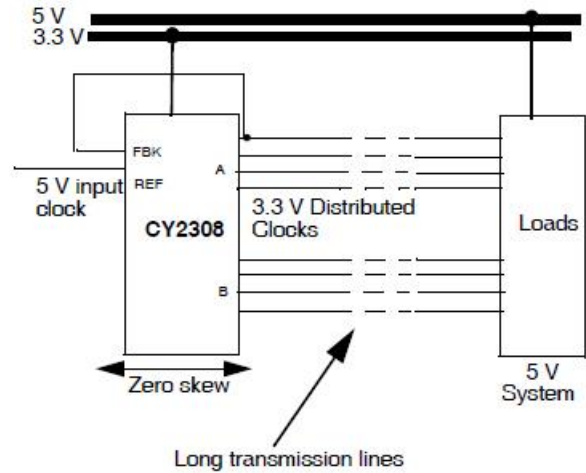 5 V
3.3 V
FBK
REF
A
5 V input
clock
CY2308
3.3 V Distributed
Clocks
Loads
B
Zero skew
5 V
System
Long transmission lines